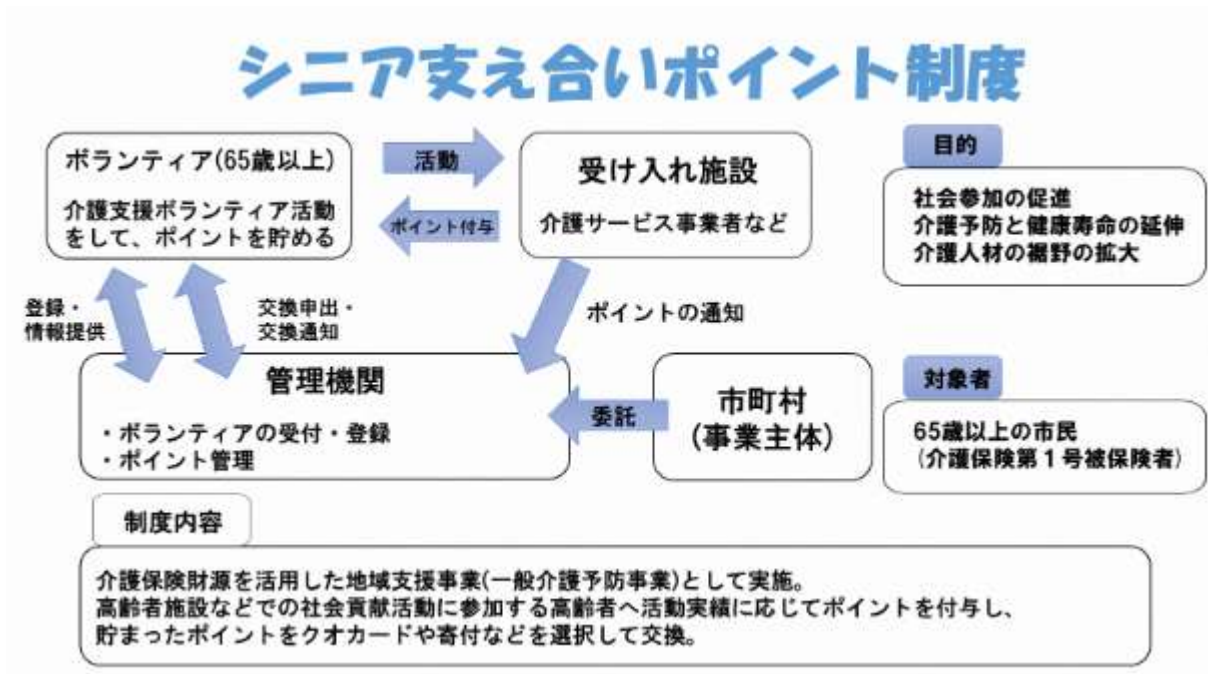 シニア支え合いポイント制度
ボランティア(65歳以上)
介護支援ボランティア活動
をして、ポイントを貯める
活動
ポイント付与
受け入れ施設
介護サービス事業者など
目的
社会参加の促進
介護予防と健康寿命の延伸
介護人材の裾野の拡大
登録・
情報提供
交換申出・
交換通知
ポイントの通知
管理機関
・ボランティアの受付・登録
・ポイント管理
委託
市町村
(事業主体)
対象者
65歳以上の市民
(介護保険第1号被保険者)
制度内容
介護保険財源を活用した地域支援事業(一般介護予防事業)として実施。
高齢者施設などでの社会貢献活動に参加する高齢者へ活動実績に応じてポイントを付与し、
貯まったポイントをクオカードや寄付などを選択して交換。